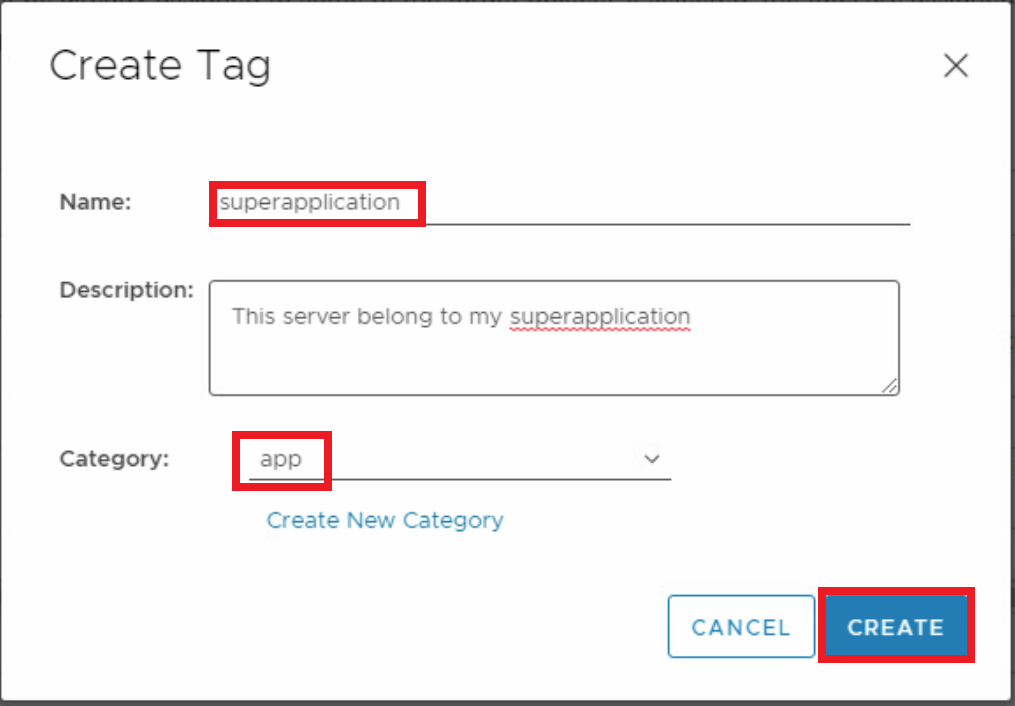 Create Tag
Name: superapplication
Description: This server belong to my superapplication
Category: app
Create New Category
CANCEL CREATE